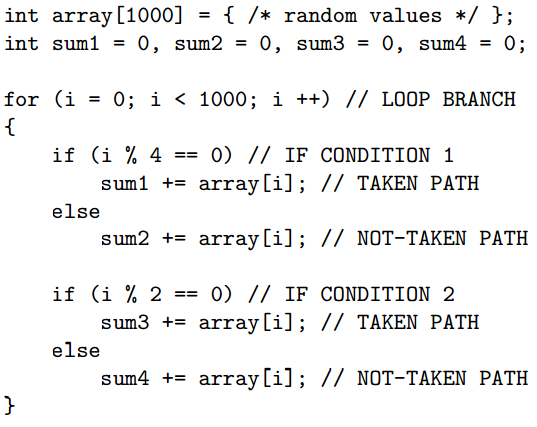 int array[1000] = { /* random values */ };
int sum1 = 0, sum2 = 0, sum3 = 0, sum4 = 0;
for (i = 0; i < 1000; i ++) // LOOP BRANCH
{
if (i % 4 == 0) // IF CONDITION 1
sum1 += array[i]; // TAKEN PATH
else
sum2 += array[i]; // NOT-TAKEN PATH
if (i % 2 == 0) // IF CONDITION 2
sum3 += array[i]; // TAKEN PATH
else
sum4 += array[i]; // NOT-TAKEN PATH
}